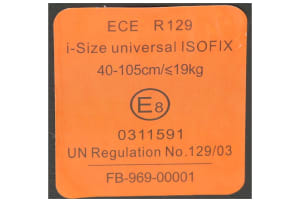 ECE R129
i-Size universal ISOFIX
40-105cm/≤19kg
E8
0311591
UN Regulation No.129/03
FB-969-00001